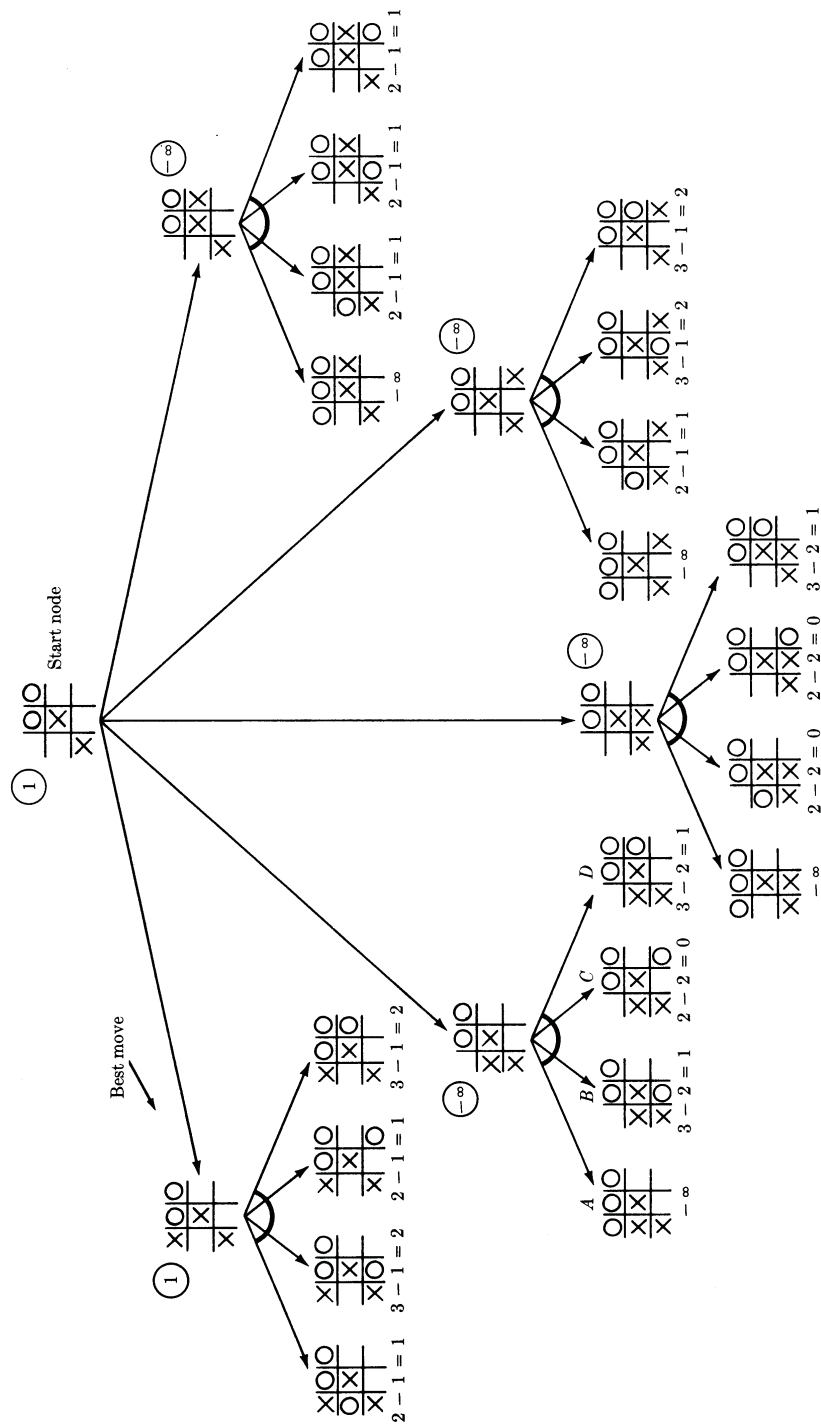 1
Start node
Best move
1
−∞
2 − 1 = 1
3 − 1 = 2
2 − 1 = 1
3 − 1 = 2
−∞
2 − 1 = 1
2 − 1 = 1
2 − 1 = 1
−∞
−∞
A
B
C
D
−∞
−∞
3 − 2 = 1
2 − 2 = 0
3 − 2 = 1
−∞
2 − 1 = 1
3 − 1 = 2
3 − 1 = 2
−∞
2 − 2 = 0
2 − 2 = 0
3 − 2 = 1